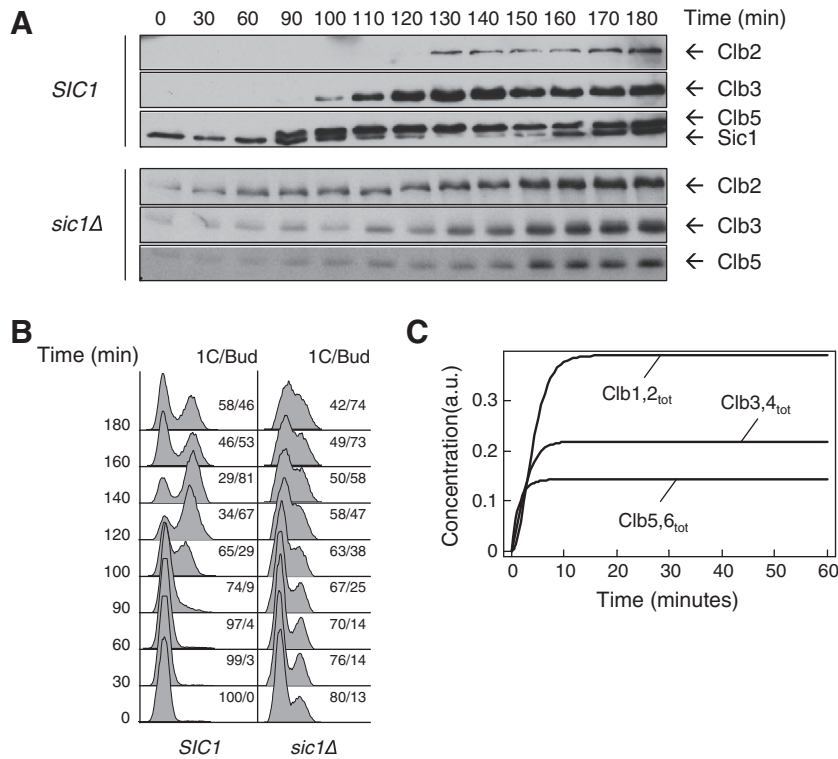 A
0 30 60 90 100 110 120 130 140 150 160 170 180 Time (min)
SIC1
← Clb2
← Clb3
← Clb5
← Sic1
sic1Δ
← Clb2
← Clb3
← Clb5
B
Time (min) 1C/Bud 1C/Bud
58/46 42/74
180
46/53 49/73
160
29/81 50/58
140
34/67 58/47
120
65/29 63/38
100
74/9 67/25
90
97/4 70/14
60
99/3 76/14
30
100/0 80/13
0
SIC1 sic1Δ
C
Concentration(a.u.)
0.3
0.2
0.1
0
Clb1,2tot
Clb3,4tot
Clb5,6tot
0 10 20 30 40 50 60
Time (minutes)